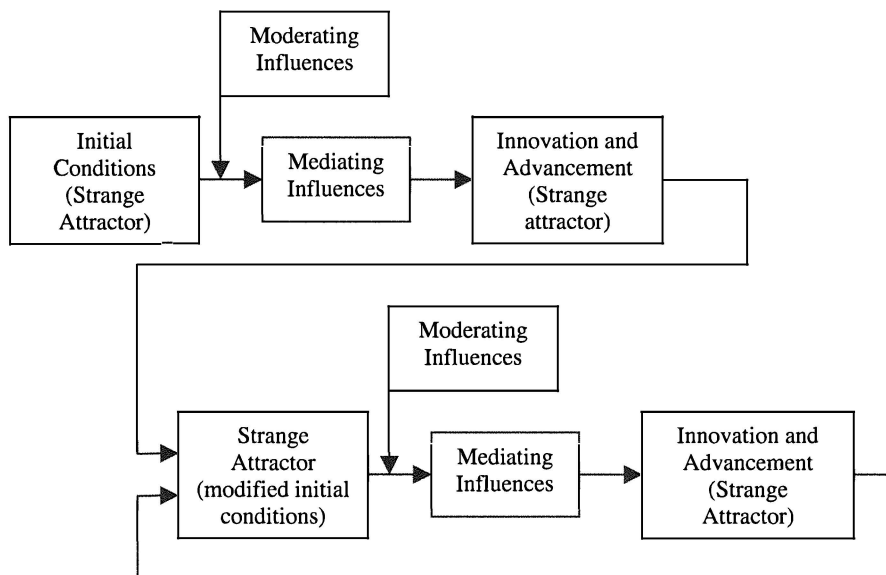 Moderating
Influences
Initial
Conditions
(Strange
Attractor)
Mediating
Influences
Innovation and
Advancement
(Strange
attractor)
Moderating
Influences
Strange
Attractor
(modified initial
conditions)
Mediating
Influences
Innovation and
Advancement
(Strange
Attractor)